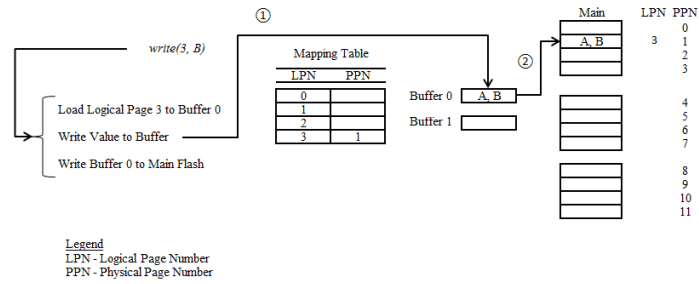 ① Main LPN PPN
0
write(3, B) A, B 3 1
Mapping Table ② 2
3
LPN PPN
0 Buffer 0 A, B
Load Logical Page 3 to Buffer 0 1 4
2 Buffer 1 5
Write Value to Buffer 3 1 6
7
Write Buffer 0 to Main Flash
8
9
10
11
Legend
LPN - Logical Page Number
PPN - Physical Page Number